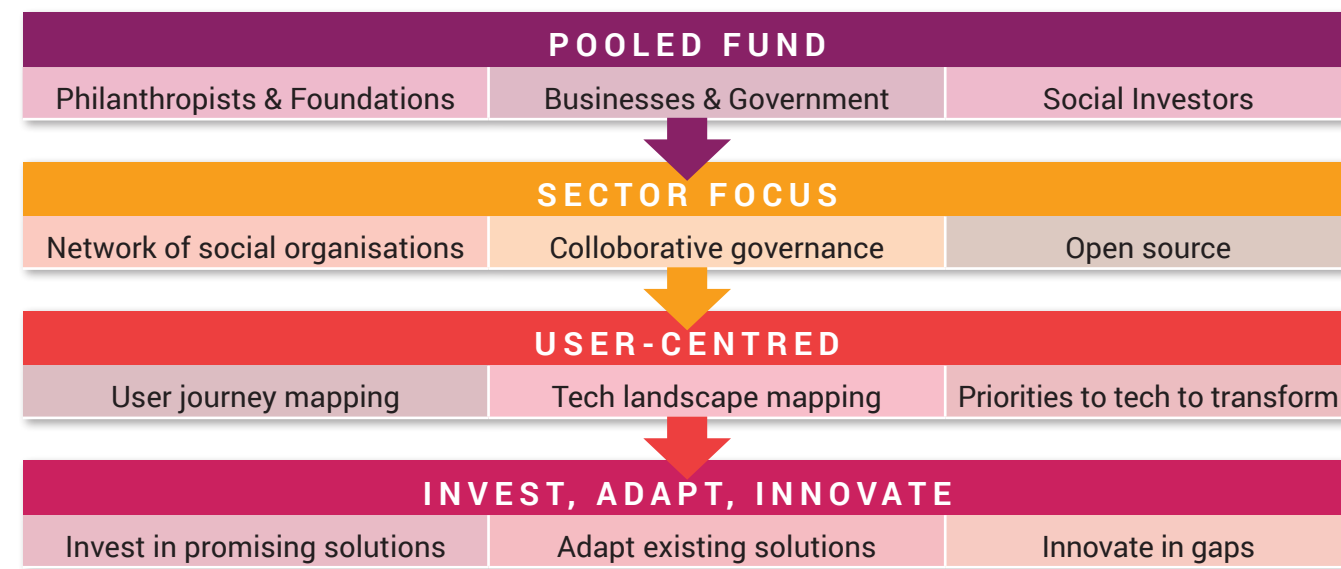 POOLED FUND
Philanthropists & Foundations Businesses & Government Social Investors
SECTOR FOCUS
Network of social organisations Colloborative governance Open source
USER-CENTRED
User journey mapping Tech landscape mapping Priorities to tech to transform
INVEST, ADAPT, INNOVATE
Invest in promising solutions Adapt existing solutions Innovate in gaps